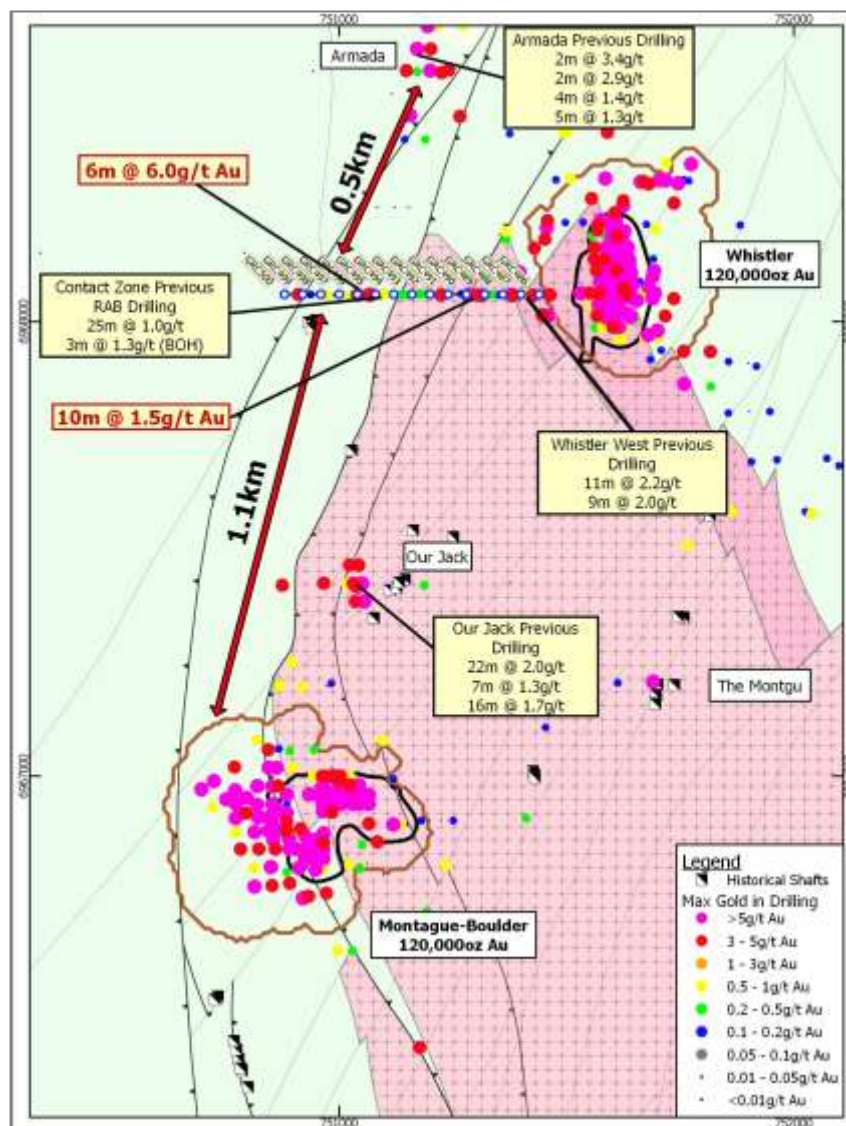 751000
752000
Armada
Armada Previous Drilling
2m @ 3.4g/t
2m @ 2.9g/t
4m @ 1.4g/t
5m @ 1.3g/t
6m @ 6.0g/t Au
0.5km
Whistler
120,000oz Au
Contact Zone Previous
RAB Drilling
25m @ 1.0g/t
3m @ 1.3g/t (BOH)
6968000
10m @ 1.5g/t Au
Whistler West Previous
Drilling
11m @ 2.2g/t
9m @ 2.0g/t
1.1km
Our Jack
Our Jack Previous
Drilling
22m @ 2.0g/t
7m @ 1.3g/t
16m @ 1.7g/t
The Montgu
6967000
Montague-Boulder
120,000oz Au
Legend
Historical Shafts
Max Gold in Drilling
>5g/t Au
3 - 5g/t Au
1 - 3g/t Au
0.5 - 1g/t Au
0.2 - 0.5g/t Au
0.1 - 0.2g/t Au
0.05 - 0.1g/t Au
0.01 - 0.05g/t Au
<0.01g/t Au
751000
752000